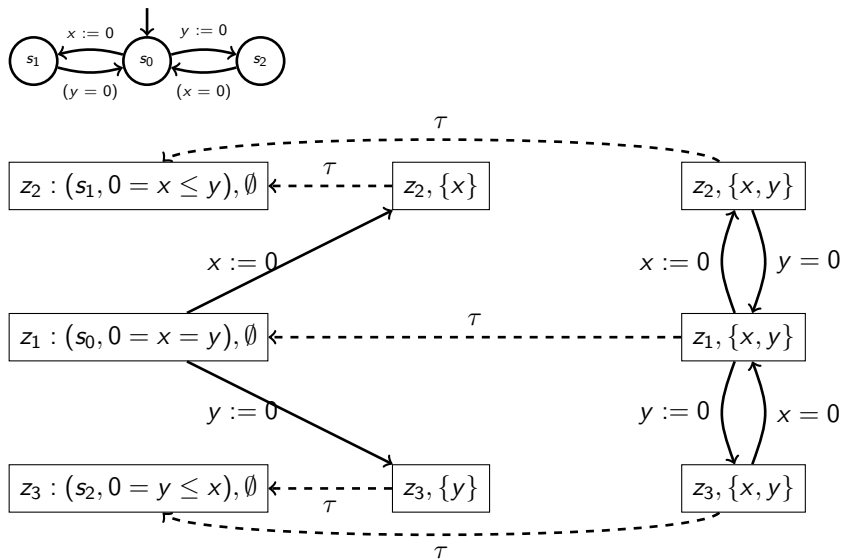 x := 0 y := 0
s1 s0 s2
(y = 0) (x = 0)
τ
z2 : (s1, 0 = x ≤ y), ∅ τ z2, {x} z2, {x, y}
x := 0 x := 0 y = 0
z1 : (s0, 0 = x = y), ∅ τ z1, {x, y}
y := 0 y := 0 x = 0
z3 : (s2, 0 = y ≤ x), ∅ τ z3, {y} z3, {x, y}
τ